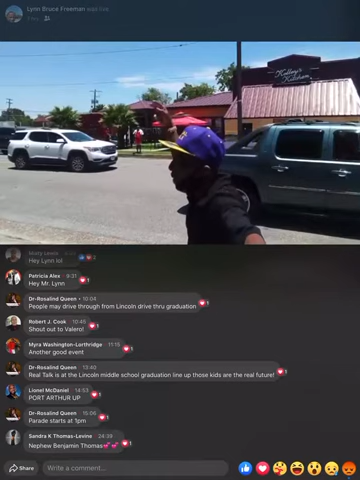 Lynn Bruce Freeman was live
Kelley's Kitchen
Misty Lewis
Hey Lynn lol
Patricia Alex 9:31
Hey Mr. Lynn
Dr-Rosalind Queen • 10:04
People may drive through from Lincoln drive thru graduation
Robert J. Cook • 10:45
Shout out to Valero!
Myra Washington-Lorthridge • 11:15
Another good event
Dr-Rosalind Queen 13:40
Real Talk is at the Lincoln middle school graduation line up those kids are the real future!
Lionel McDaniel • 14:53
PORT ARTHUR UP
Dr-Rosalind Queen • 15:06
Parade starts at 1pm
Sandra K Thomas-Levine • 24:39
Nephew Benjamin Thomas💕💕
Share
Write a comment...